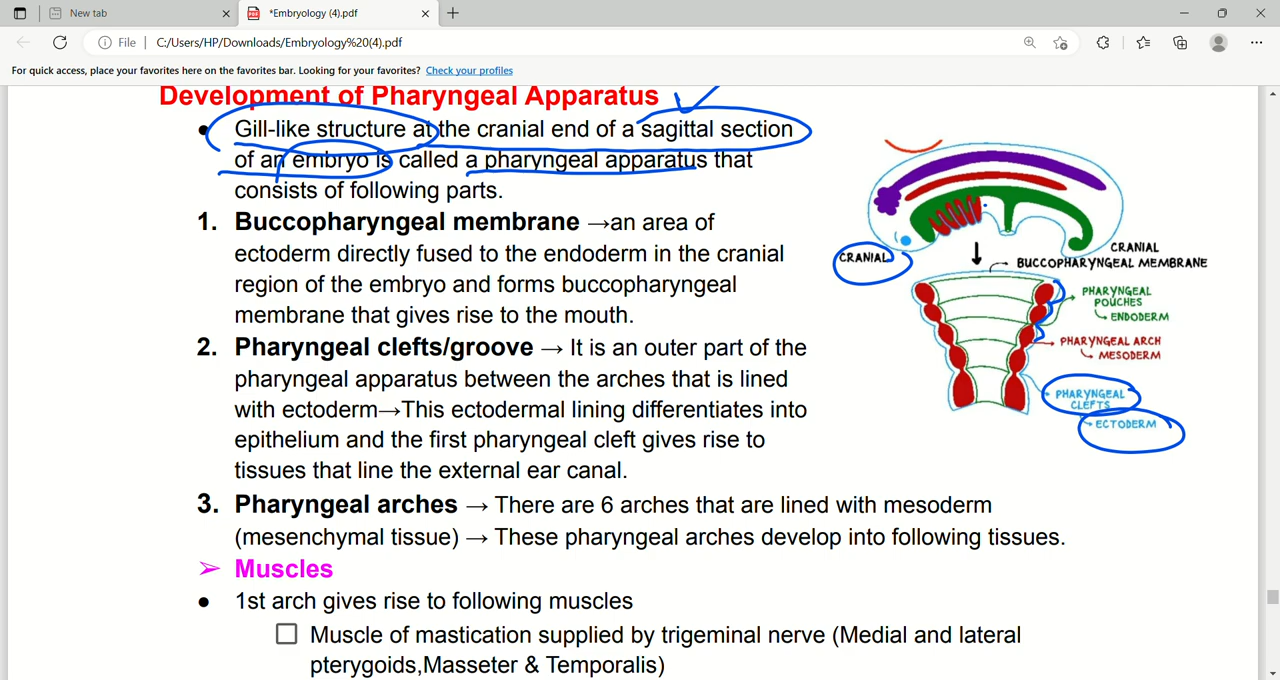 New tab
*Embryology (4).pdf
File
C:/Users/HP/Downloads/Embryology%20(4).pdf
For quick access, place your favorites here on the favorites bar. Looking for your favorites? Check your profiles
Development of Pharyngeal Apparatus
● Gill-like structure at the cranial end of a sagittal section
of an embryo is called a pharyngeal apparatus that
consists of following parts.
1. Buccopharyngeal membrane →an area of
ectoderm directly fused to the endoderm in the cranial
region of the embryo and forms buccopharyngeal
membrane that gives rise to the mouth.
2. Pharyngeal clefts/groove → It is an outer part of the
pharyngeal apparatus between the arches that is lined
with ectoderm→This ectodermal lining differentiates into
epithelium and the first pharyngeal cleft gives rise to
tissues that line the external ear canal.
CRANIAL
CRANIAL
BUCCOPHARYNGEAL MEMBRANE
PHARYNGEAL
POUCHES
ENDODERM
PHARYNGEAL ARCH
MESODERM
PHARYNGEAL
CLEFTS
ECTODERM
3. Pharyngeal arches → There are 6 arches that are lined with mesoderm
(mesenchymal tissue) → These pharyngeal arches develop into following tissues.
➢ Muscles
● 1st arch gives rise to following muscles
☐ Muscle of mastication supplied by trigeminal nerve (Medial and lateral
pterygoids,Masseter & Temporalis)